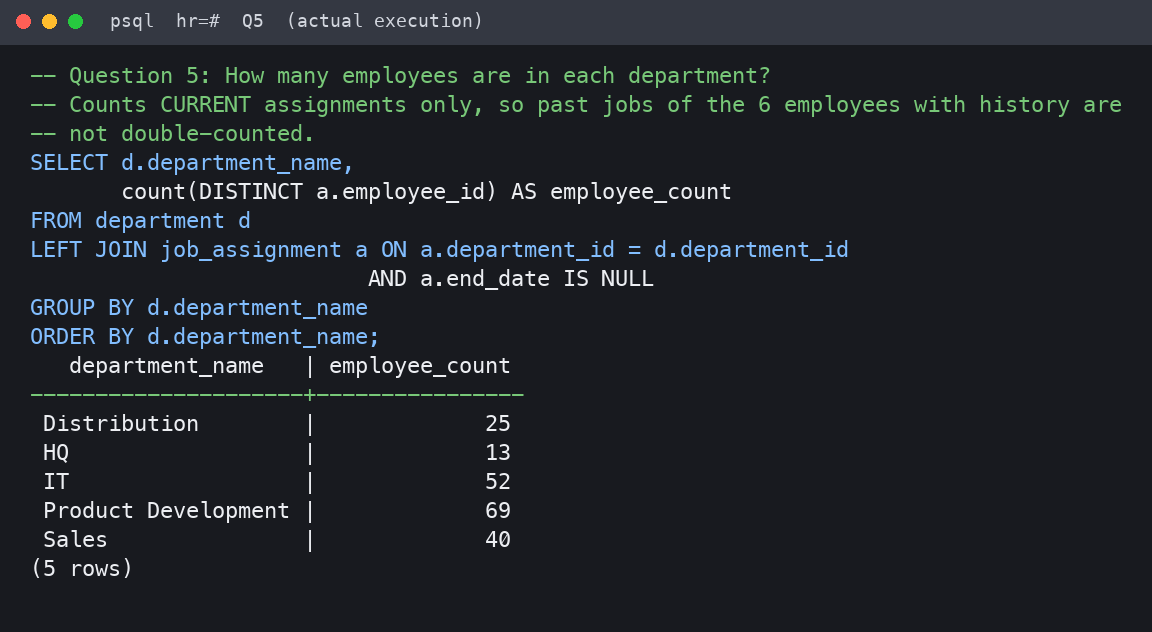 psql  hr=#  Q5  (actual execution)
-- Question 5: How many employees are in each department?
-- Counts CURRENT assignments only, so past jobs of the 6 employees with history are
-- not double-counted.
SELECT d.department_name,
       count(DISTINCT a.employee_id) AS employee_count
FROM department d
LEFT JOIN job_assignment a ON a.department_id = d.department_id
                          AND a.end_date IS NULL
GROUP BY d.department_name
ORDER BY d.department_name;
   department_name   | employee_count
---------------------+----------------
 Distribution        |             25
 HQ                  |             13
 IT                  |             52
 Product Development |             69
 Sales               |             40
(5 rows)